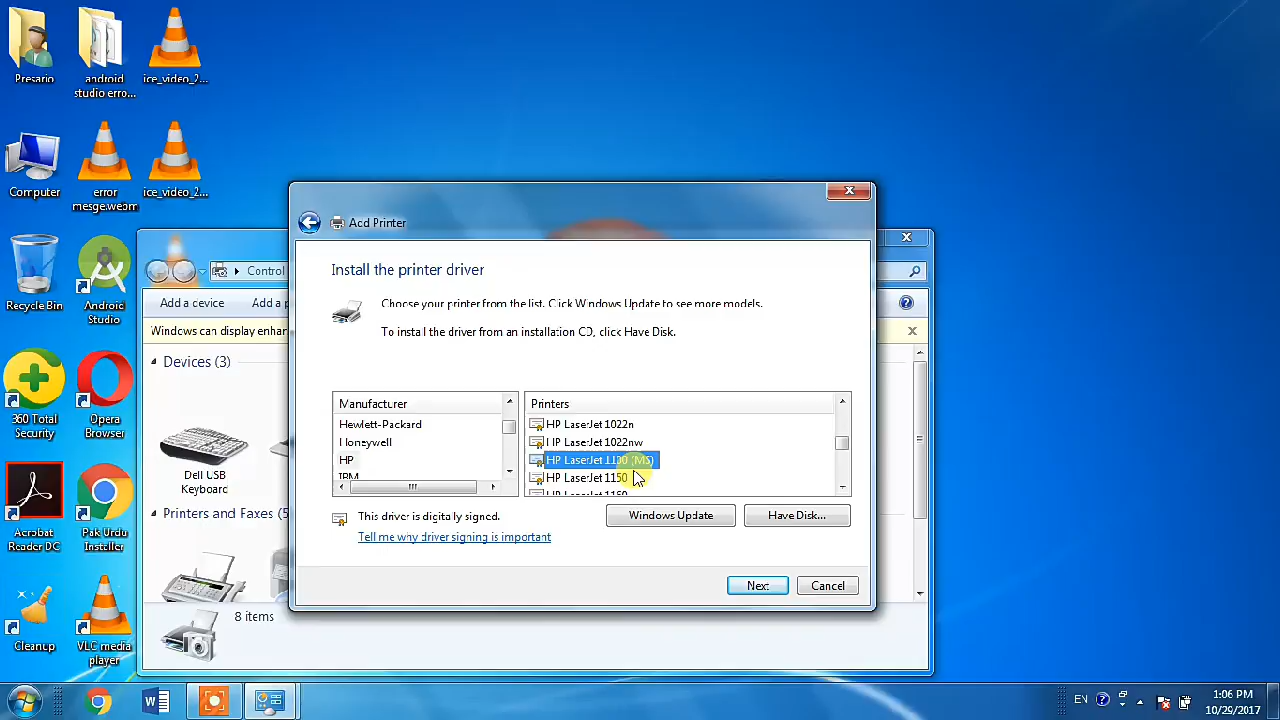 Presario
android
studio erro...
ice_video_2...
Computer
error
mesge.webm
ice_video_2...
Recycle Bin
Android
Studio
360 Total
Security
Opera
Browser
Acrobat
Reader DC
Pak Urdu
Installer
Cleanup
VLC media
player
Control
Add a device
Add a p
Windows can display enhan
Devices (3)
Dell USB
Keyboard
Printers and Faxes (5
8 items
Add Printer
Install the printer driver
Choose your printer from the list. Click Windows Update to see more models.
To install the driver from an installation CD, click Have Disk.
Manufacturer
Hewlett-Packard
Honeywell
HP
IBM
Printers
HP LaserJet 1022n
HP LaserJet 1022nw
HP LaserJet 1100 (MS)
HP LaserJet 1150
HP LaserJet 1160
This driver is digitally signed.
Tell me why driver signing is important
Windows Update
Have Disk...
Next
Cancel
EN
1:06 PM
10/29/2017